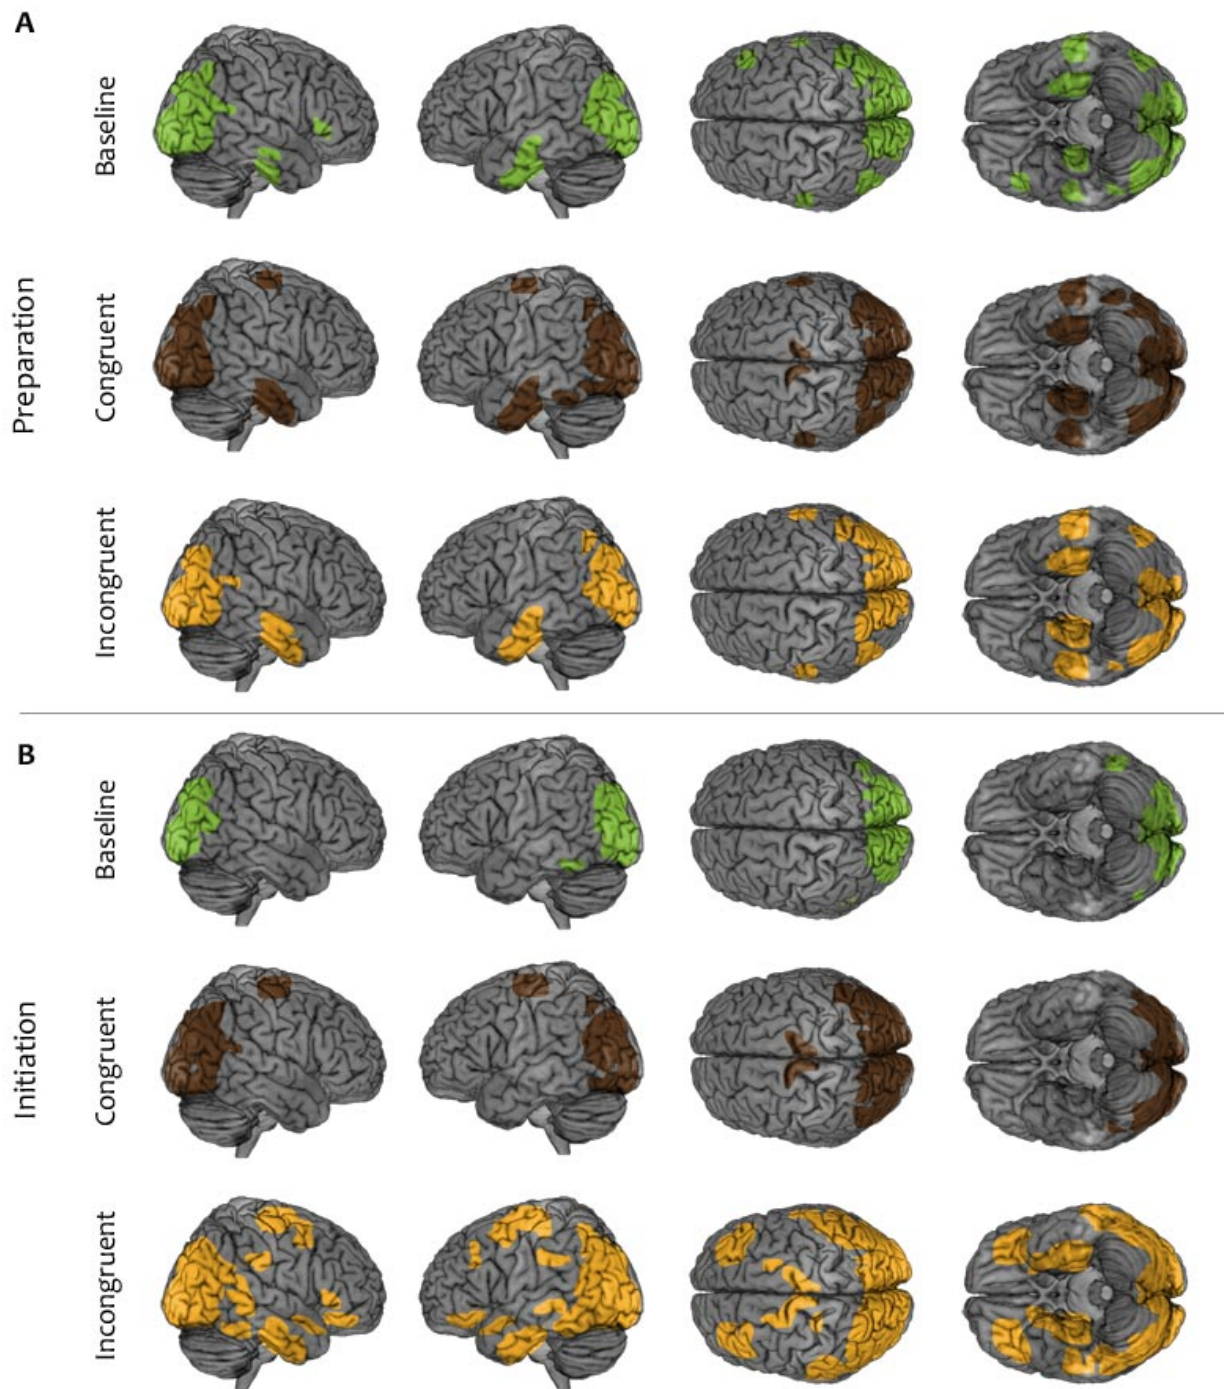 A
Preparation
Baseline
Congruent
Incongruent
B
Initiation
Baseline
Congruent
Incongruent